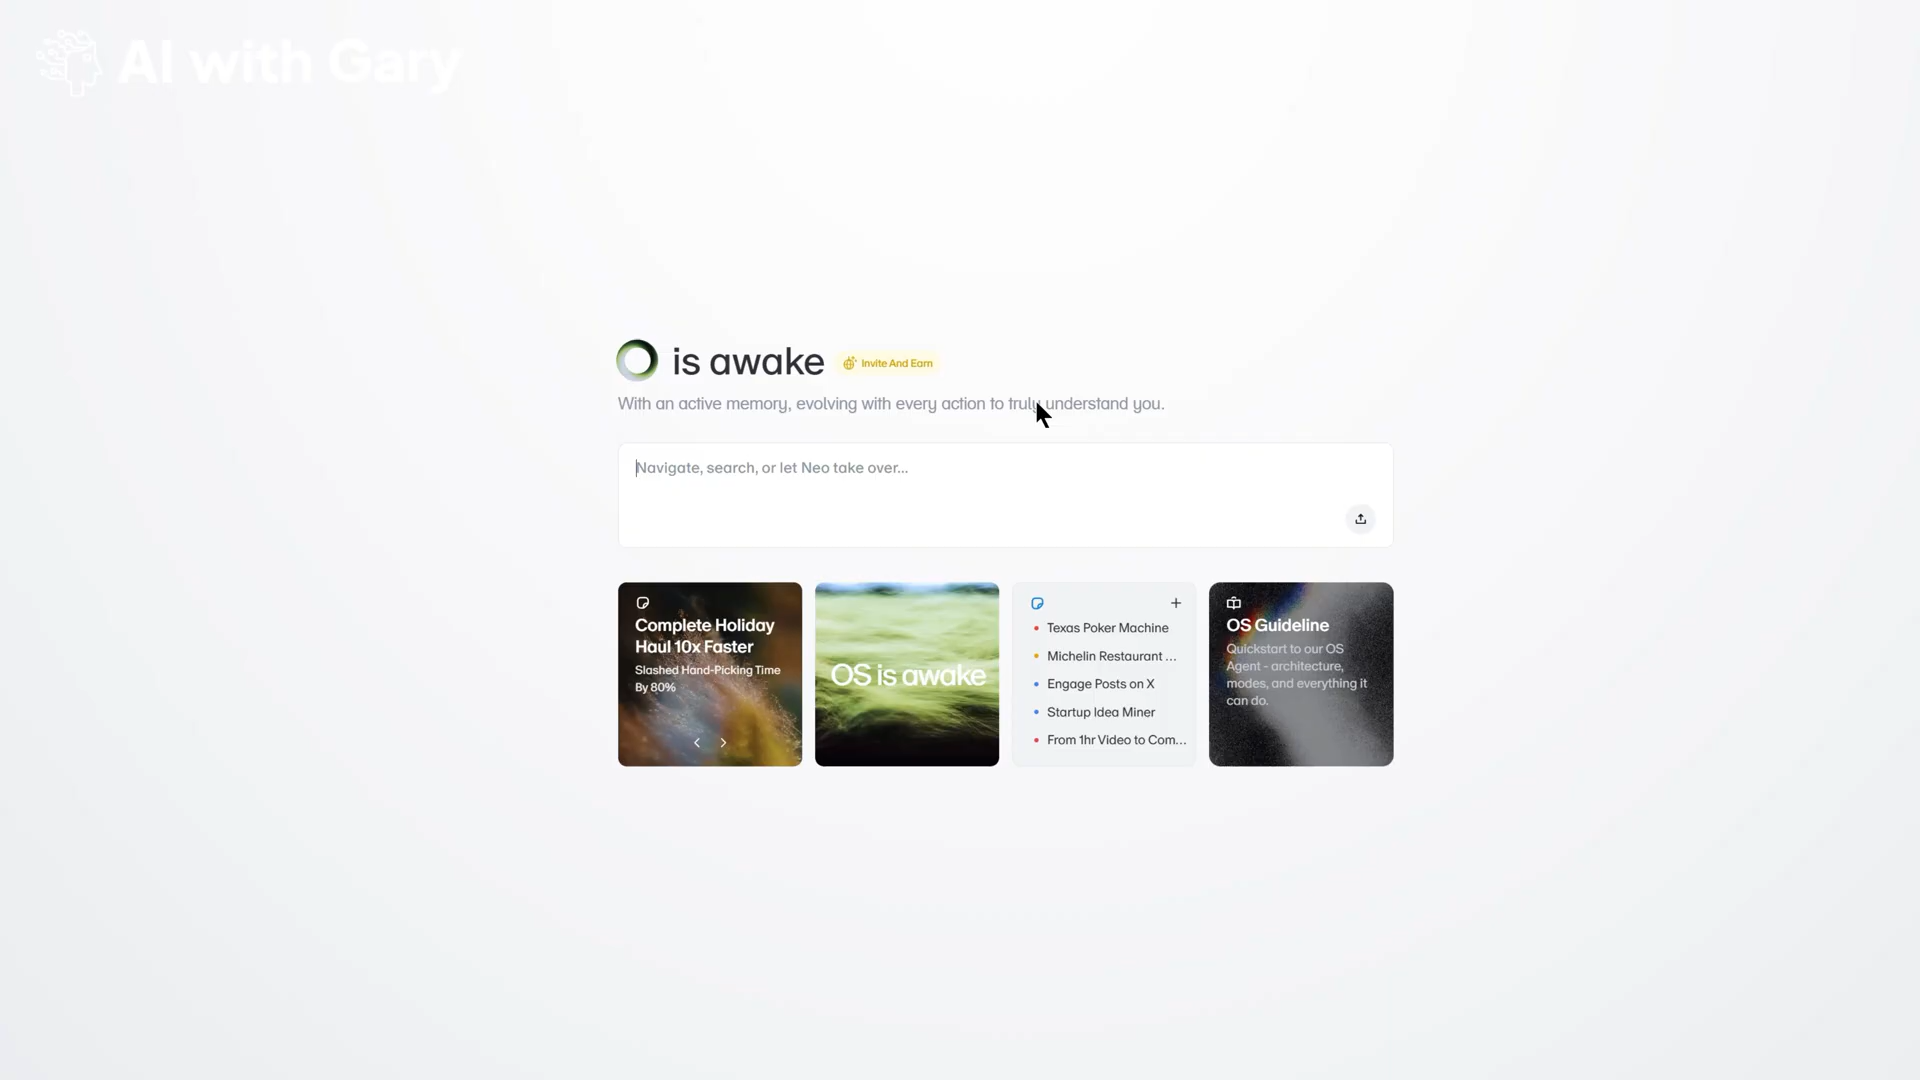 AI with Gary
is awake
Invite And Earn
With an active memory, evolving with every action to truly understand you.
Navigate, search, or let Neo take over...
Complete Holiday
Haul 10x Faster
Slashed Hand-Picking Time
By 80%
OS is awake
Texas Poker Machine
Michelin Restaurant ...
Engage Posts on X
Startup Idea Miner
From 1hr Video to Com...
OS Guideline
Quickstart to our OS
Agent - architecture,
modes, and everything it
can do.